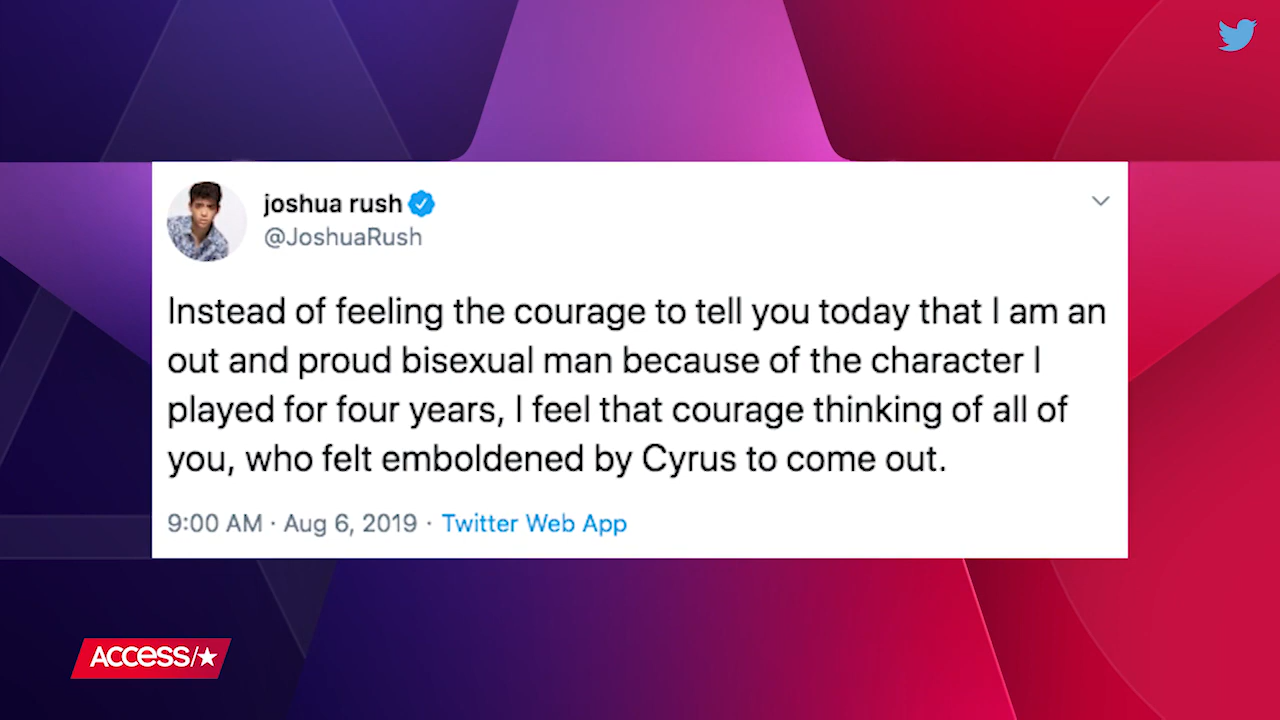 joshua rush
@JoshuaRush
Instead of feeling the courage to tell you today that I am an
out and proud bisexual man because of the character I
played for four years, I feel that courage thinking of all of
you, who felt emboldened by Cyrus to come out.
9:00 AM · Aug 6, 2019 · Twitter Web App
ACCESS/★